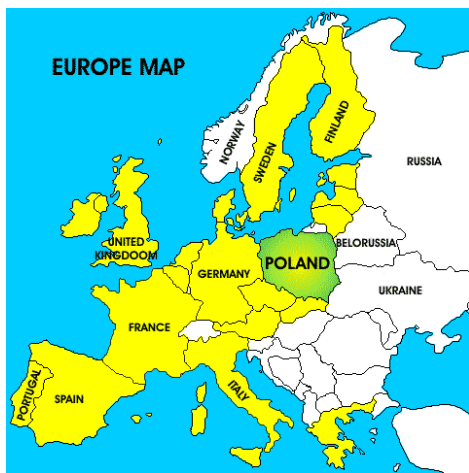 EUROPE MAP
FINLAND
NORWAY
SWEDEN
RUSSIA
UNITED
KINGDOOM
BELORUSSIA
POLAND
GERMANY
UKRAINE
FRANCE
ITALY
PORTUGAL
SPAIN